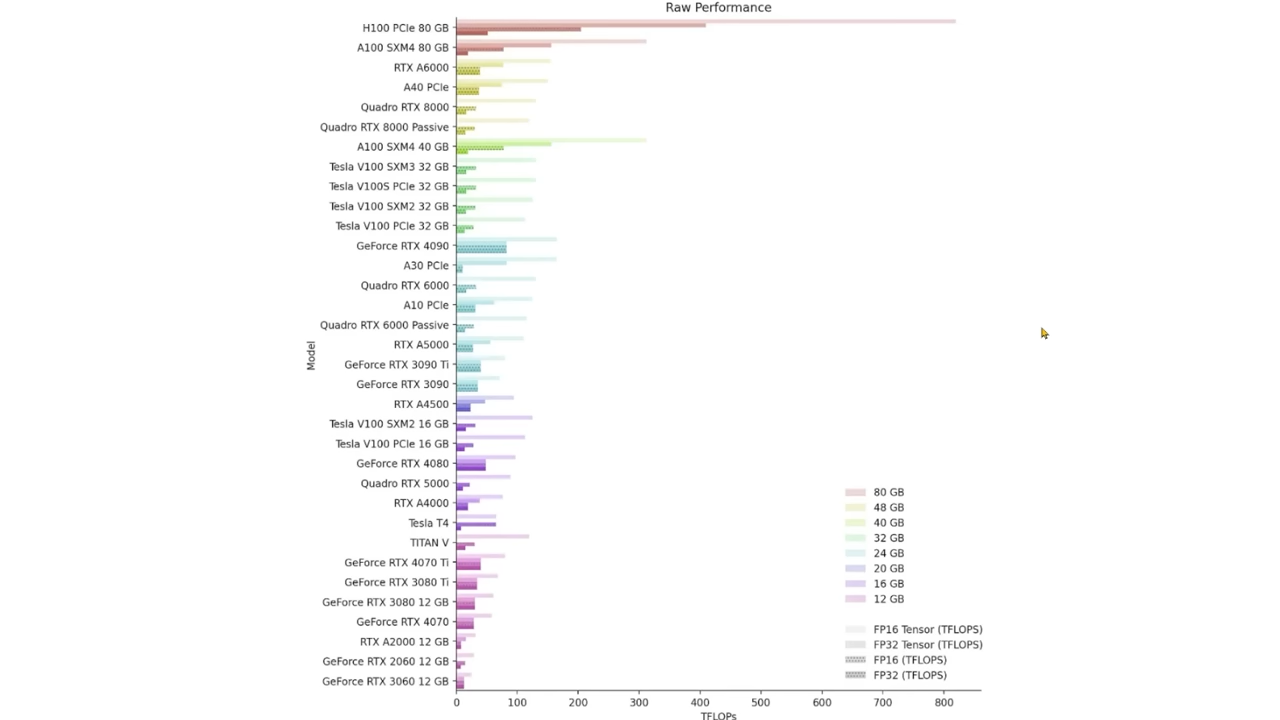 Raw Performance
H100 PCIe 80 GB
A100 SXM4 80 GB
RTX A6000
A40 PCIe
Quadro RTX 8000
Quadro RTX 8000 Passive
A100 SXM4 40 GB
Tesla V100 SXM3 32 GB
Tesla V100S PCIe 32 GB
Tesla V100 SXM2 32 GB
Tesla V100 PCIe 32 GB
GeForce RTX 4090
A30 PCIe
Quadro RTX 6000
A10 PCIe
Quadro RTX 6000 Passive
RTX A5000
Model
GeForce RTX 3090 Ti
GeForce RTX 3090
RTX A4500
Tesla V100 SXM2 16 GB
Tesla V100 PCIe 16 GB
GeForce RTX 4080
Quadro RTX 5000
RTX A4000
Tesla T4
TITAN V
GeForce RTX 4070 Ti
GeForce RTX 3080 Ti
GeForce RTX 3080 12 GB
GeForce RTX 4070
RTX A2000 12 GB
GeForce RTX 2060 12 GB
GeForce RTX 3060 12 GB
80 GB
48 GB
40 GB
32 GB
24 GB
20 GB
16 GB
12 GB
FP16 Tensor (TFLOPS)
FP32 Tensor (TFLOPS)
FP16 (TFLOPS)
FP32 (TFLOPS)
0 100 200 300 400 500 600 700 800
TFLOPs